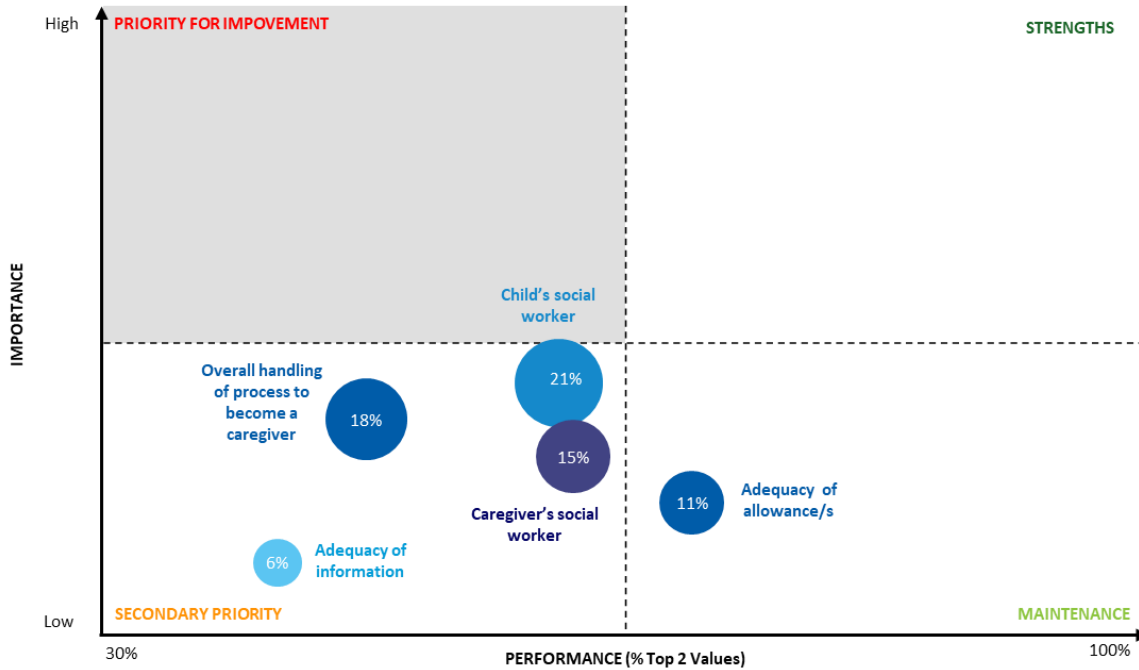 High
PRIORITY FOR IMPOVEMENT
STRENGTHS
IMPORTANCE
Child's social
worker
21%
Overall handling
of process to
become a
caregiver
18%
15%
Caregiver's social
worker
11%
Adequacy of
allowance/s
6%
Adequacy of
information
Low
SECONDARY PRIORITY
MAINTENANCE
30%
PERFORMANCE (% Top 2 Values)
100%